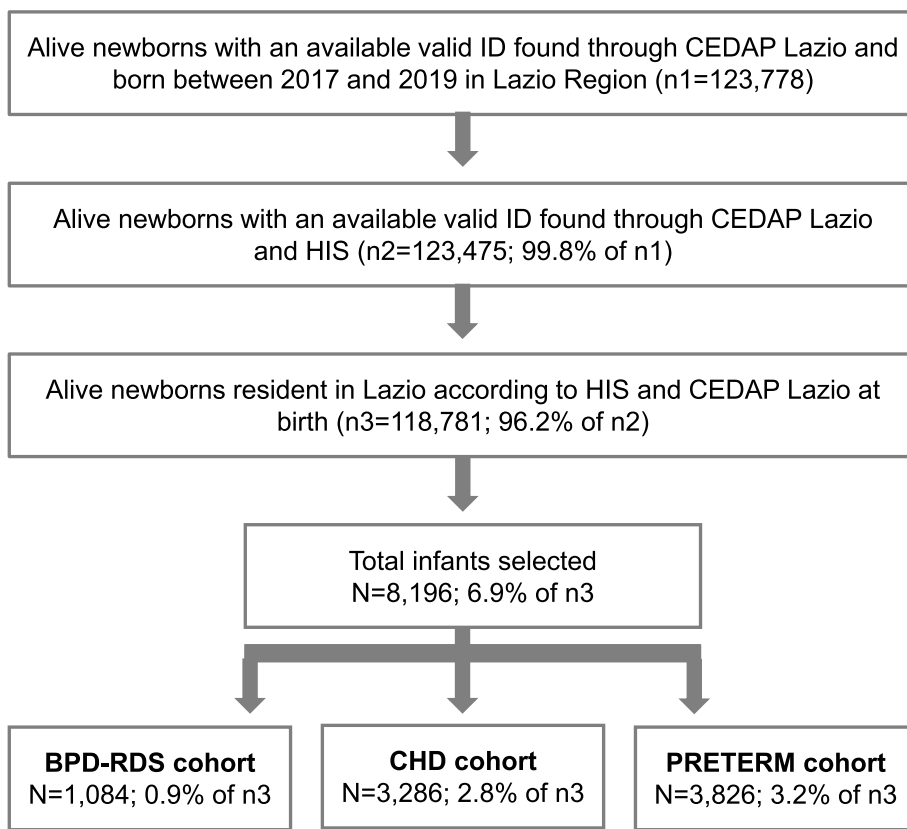 Alive newborns with an available valid ID found through CEDAP Lazio and
born between 2017 and 2019 in Lazio Region (n1=123,778)
Alive newborns with an available valid ID found through CEDAP Lazio
and HIS (n2=123,475; 99.8% of n1)
Alive newborns resident in Lazio according to HIS and CEDAP Lazio at
birth (n3=118,781; 96.2% of n2)
Total infants selected
N=8,196; 6.9% of n3
BPD-RDS cohort
N=1,084; 0.9% of n3
CHD cohort
N=3,286; 2.8% of n3
PRETERM cohort
N=3,826; 3.2% of n3